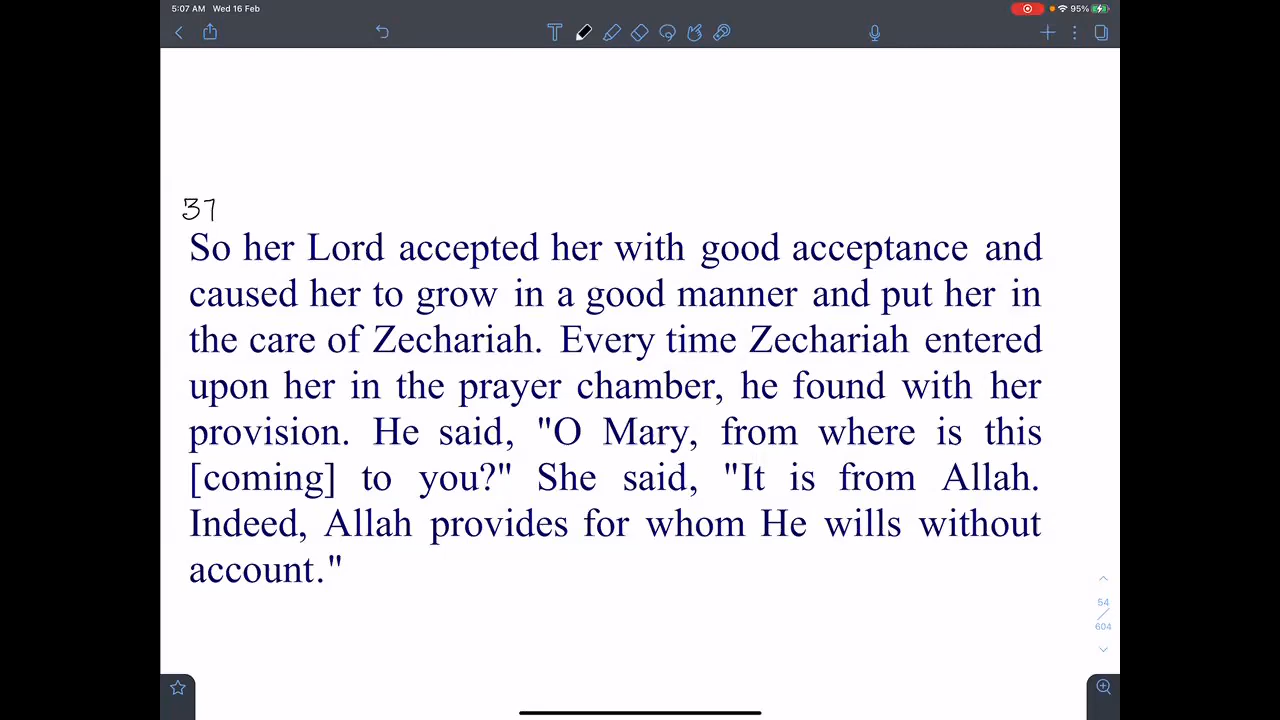 5:07 AM Wed 16 Feb
95%
37
So her Lord accepted her with good acceptance and
caused her to grow in a good manner and put her in
the care of Zechariah. Every time Zechariah entered
upon her in the prayer chamber, he found with her
provision. He said, "O Mary, from where is this
[coming] to you?" She said, "It is from Allah.
Indeed, Allah provides for whom He wills without
account."
54
604